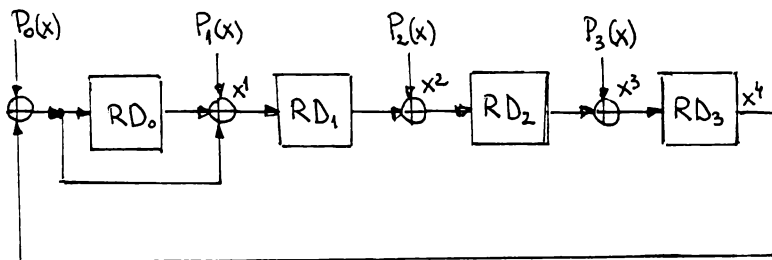 P₀(x) P₁(x) P₂(x) P₃(x)
x¹ x² x³ x⁴
RD₀ RD₁ RD₂ RD₃